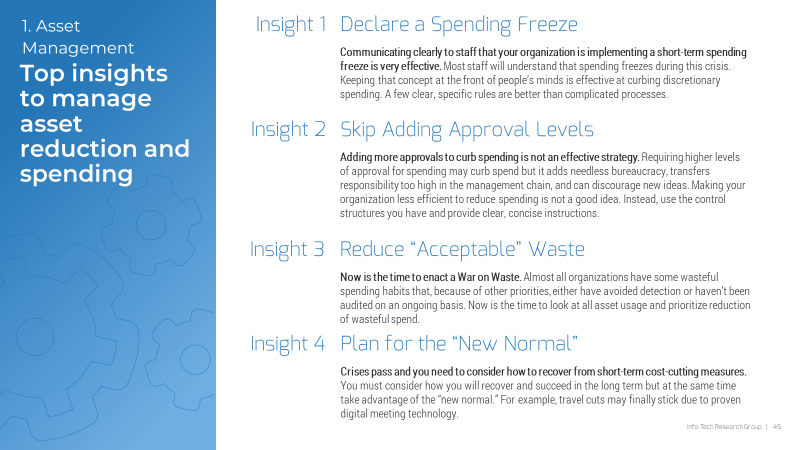 1. Asset
Management
Top insights
to manage
asset
reduction and
spending
Insight 1 Declare a Spending Freeze
Communicating clearly to staff that your organization is implementing a short-term spending
freeze is very effective. Most staff will understand that spending freezes during this crisis.
Keeping that concept at the front of people's minds is effective at curbing discretionary
spending. A few clear, specific rules are better than complicated processes.
Insight 2 Skip Adding Approval Levels
Adding more approvals to curb spending is not an effective strategy. Requiring higher levels
of approval for spending may curb spend but it adds needless bureaucracy, transfers
responsibility too high in the management chain, and can discourage new ideas. Making your
organization less efficient to reduce spending is not a good idea. Instead, use the control
structures you have and provide clear, concise instructions.
Insight 3 Reduce “Acceptable” Waste
Now is the time to enact a War on Waste. Almost all organizations have some wasteful
spending habits that, because of other priorities, either have avoided detection or haven't been
audited on an ongoing basis. Now is the time to look at all asset usage and prioritize reduction
of wasteful spend.
Insight 4 Plan for the “New Normal”
Crises pass and you need to consider how to recover from short-term cost-cutting measures.
You must consider how you will recover and succeed in the long term but at the same time
take advantage of the “new normal.” For example, travel cuts may finally stick due to proven
digital meeting technology.
Info-Tech Research Group | 45